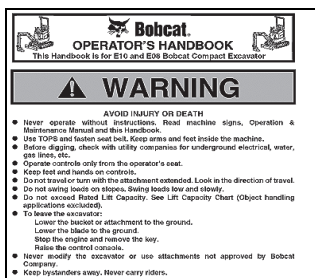 Bobcat.
OPERATOR'S HANDBOOK
This Handbook is for E10 and E08 Bobcat Compact Excavator
WARNING
AVOID INJURY OR DEATH
● Never operate without instructions. Read machine signs, Operation &
Maintenance Manual and this Handbook.
● Use TOPS and fasten seat belt. Keep arms and feet inside the machine.
● Before digging, check with utility companies for underground electrical, water,
gas lines, etc.
● Operate controls only from the operator's seat.
● Keep feet and hands on controls.
● Do not travel or turn with the attachment extended. Look in the direction of travel.
● Do not swing loads on slopes. Swing loads low and slowly.
● Do not exceed Rated Lift Capacity. See Lift Capacity Chart (Object handling
applications excluded).
● To leave the excavator:
Lower the bucket or attachment to the ground.
Lower the blade to the ground.
Stop the engine and remove the key.
Raise the control console.
● Never modify the excavator or use attachments not approved by Bobcat
Company.
● Keep bystanders away. Never carry riders.